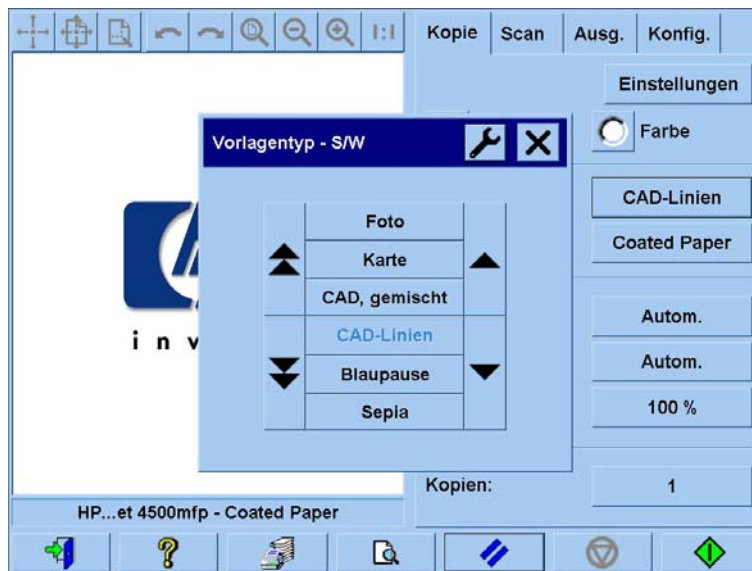 1:1
Kopie
Scan
Ausg.
Konfig.
Einstellungen
Farbe
Vorlagentyp - S/W
Foto
Karte
CAD, gemischt
CAD-Linien
Blaupause
Sepia
CAD-Linien
Coated Paper
Autom.
Autom.
100 %
i n v
Kopien:
1
HP...et 4500mfp - Coated Paper
?